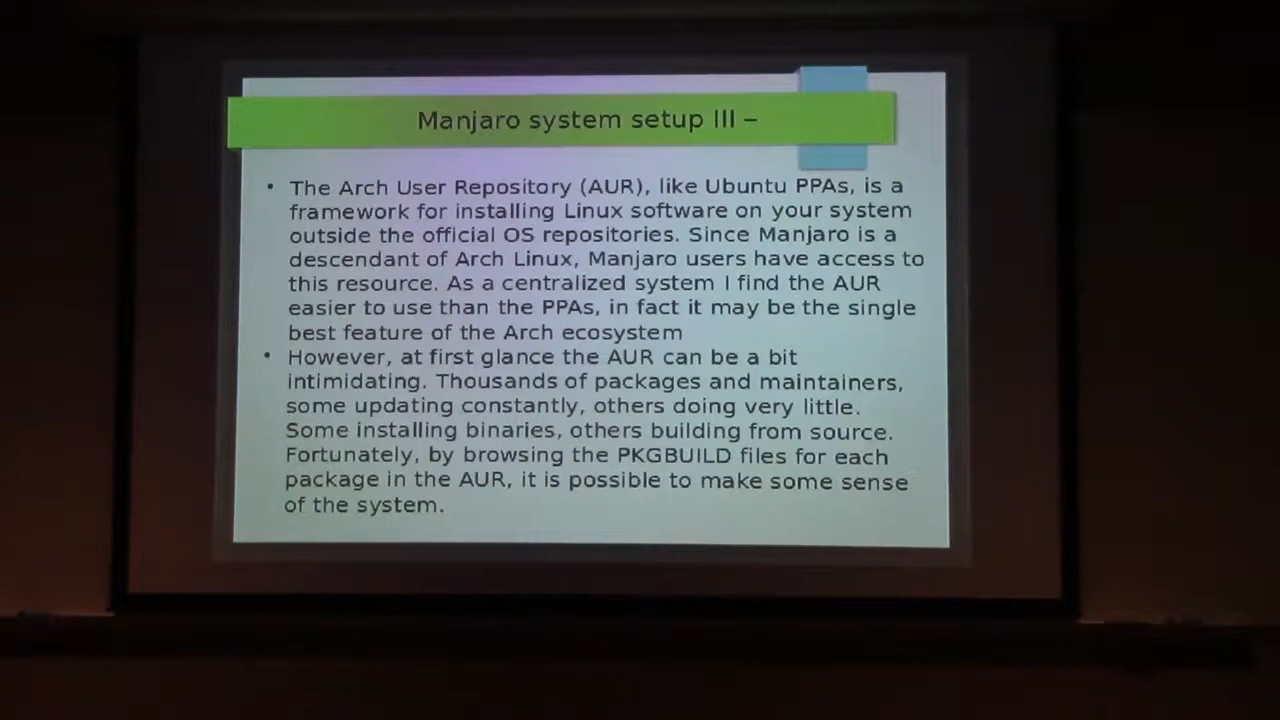 Manjaro system setup III –
• The Arch User Repository (AUR), like Ubuntu PPAs, is a
framework for installing Linux software on your system
outside the official OS repositories. Since Manjaro is a
descendant of Arch Linux, Manjaro users have access to
this resource. As a centralized system I find the AUR
easier to use than the PPAs, in fact it may be the single
best feature of the Arch ecosystem
• However, at first glance the AUR can be a bit
intimidating. Thousands of packages and maintainers,
some updating constantly, others doing very little.
Some installing binaries, others building from source.
Fortunately, by browsing the PKGBUILD files for each
package in the AUR, it is possible to make some sense
of the system.